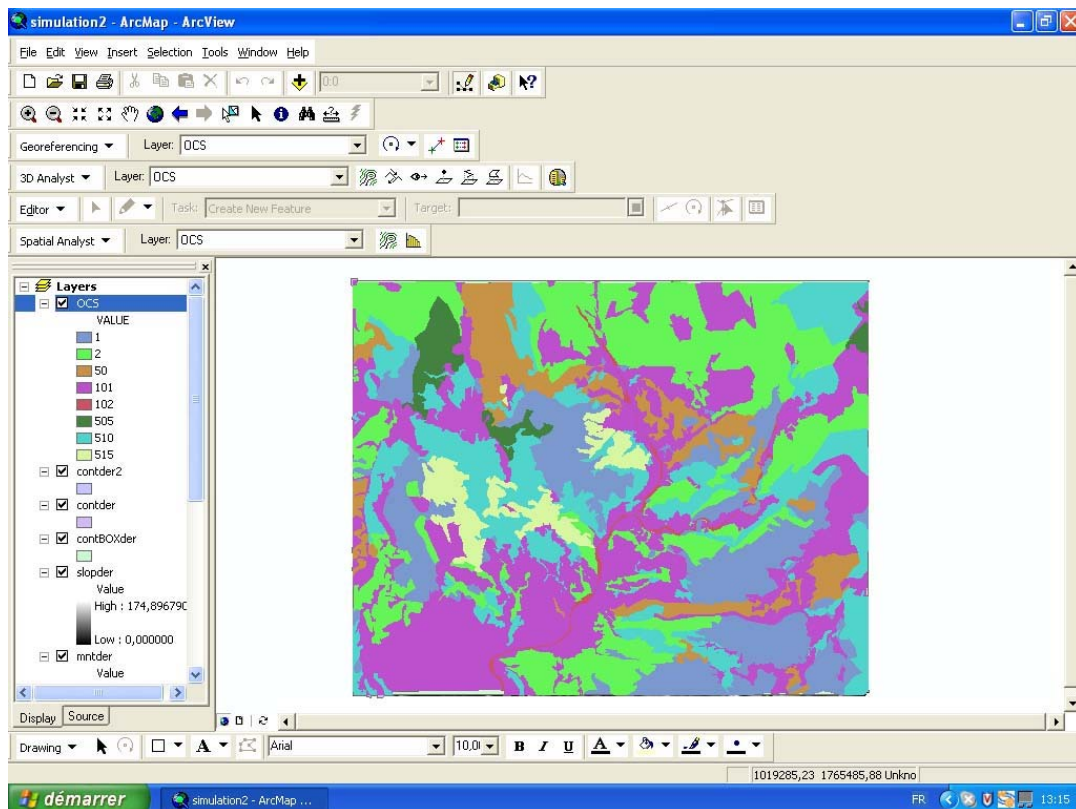 simulation2 - ArcMap - ArcView
File Edit View Insert Selection Tools Window Help
0:0
Georeferencing Layer: OCS
3D Analyst Layer: OCS
Editor Task: Create New Feature Target:
Spatial Analyst Layer: OCS
Layers
OCS
VALUE
1
2
50
101
102
505
510
515
contder2
contder
contBOXder
slopder
Value
High : 174,896790
Low : 0,000000
mntder
Value
Display Source
Drawing A Arial 10,0 B I U A
1019285,23 1765485,88 Unkno
démarrer simulation2 - ArcMap ... FR 13:15